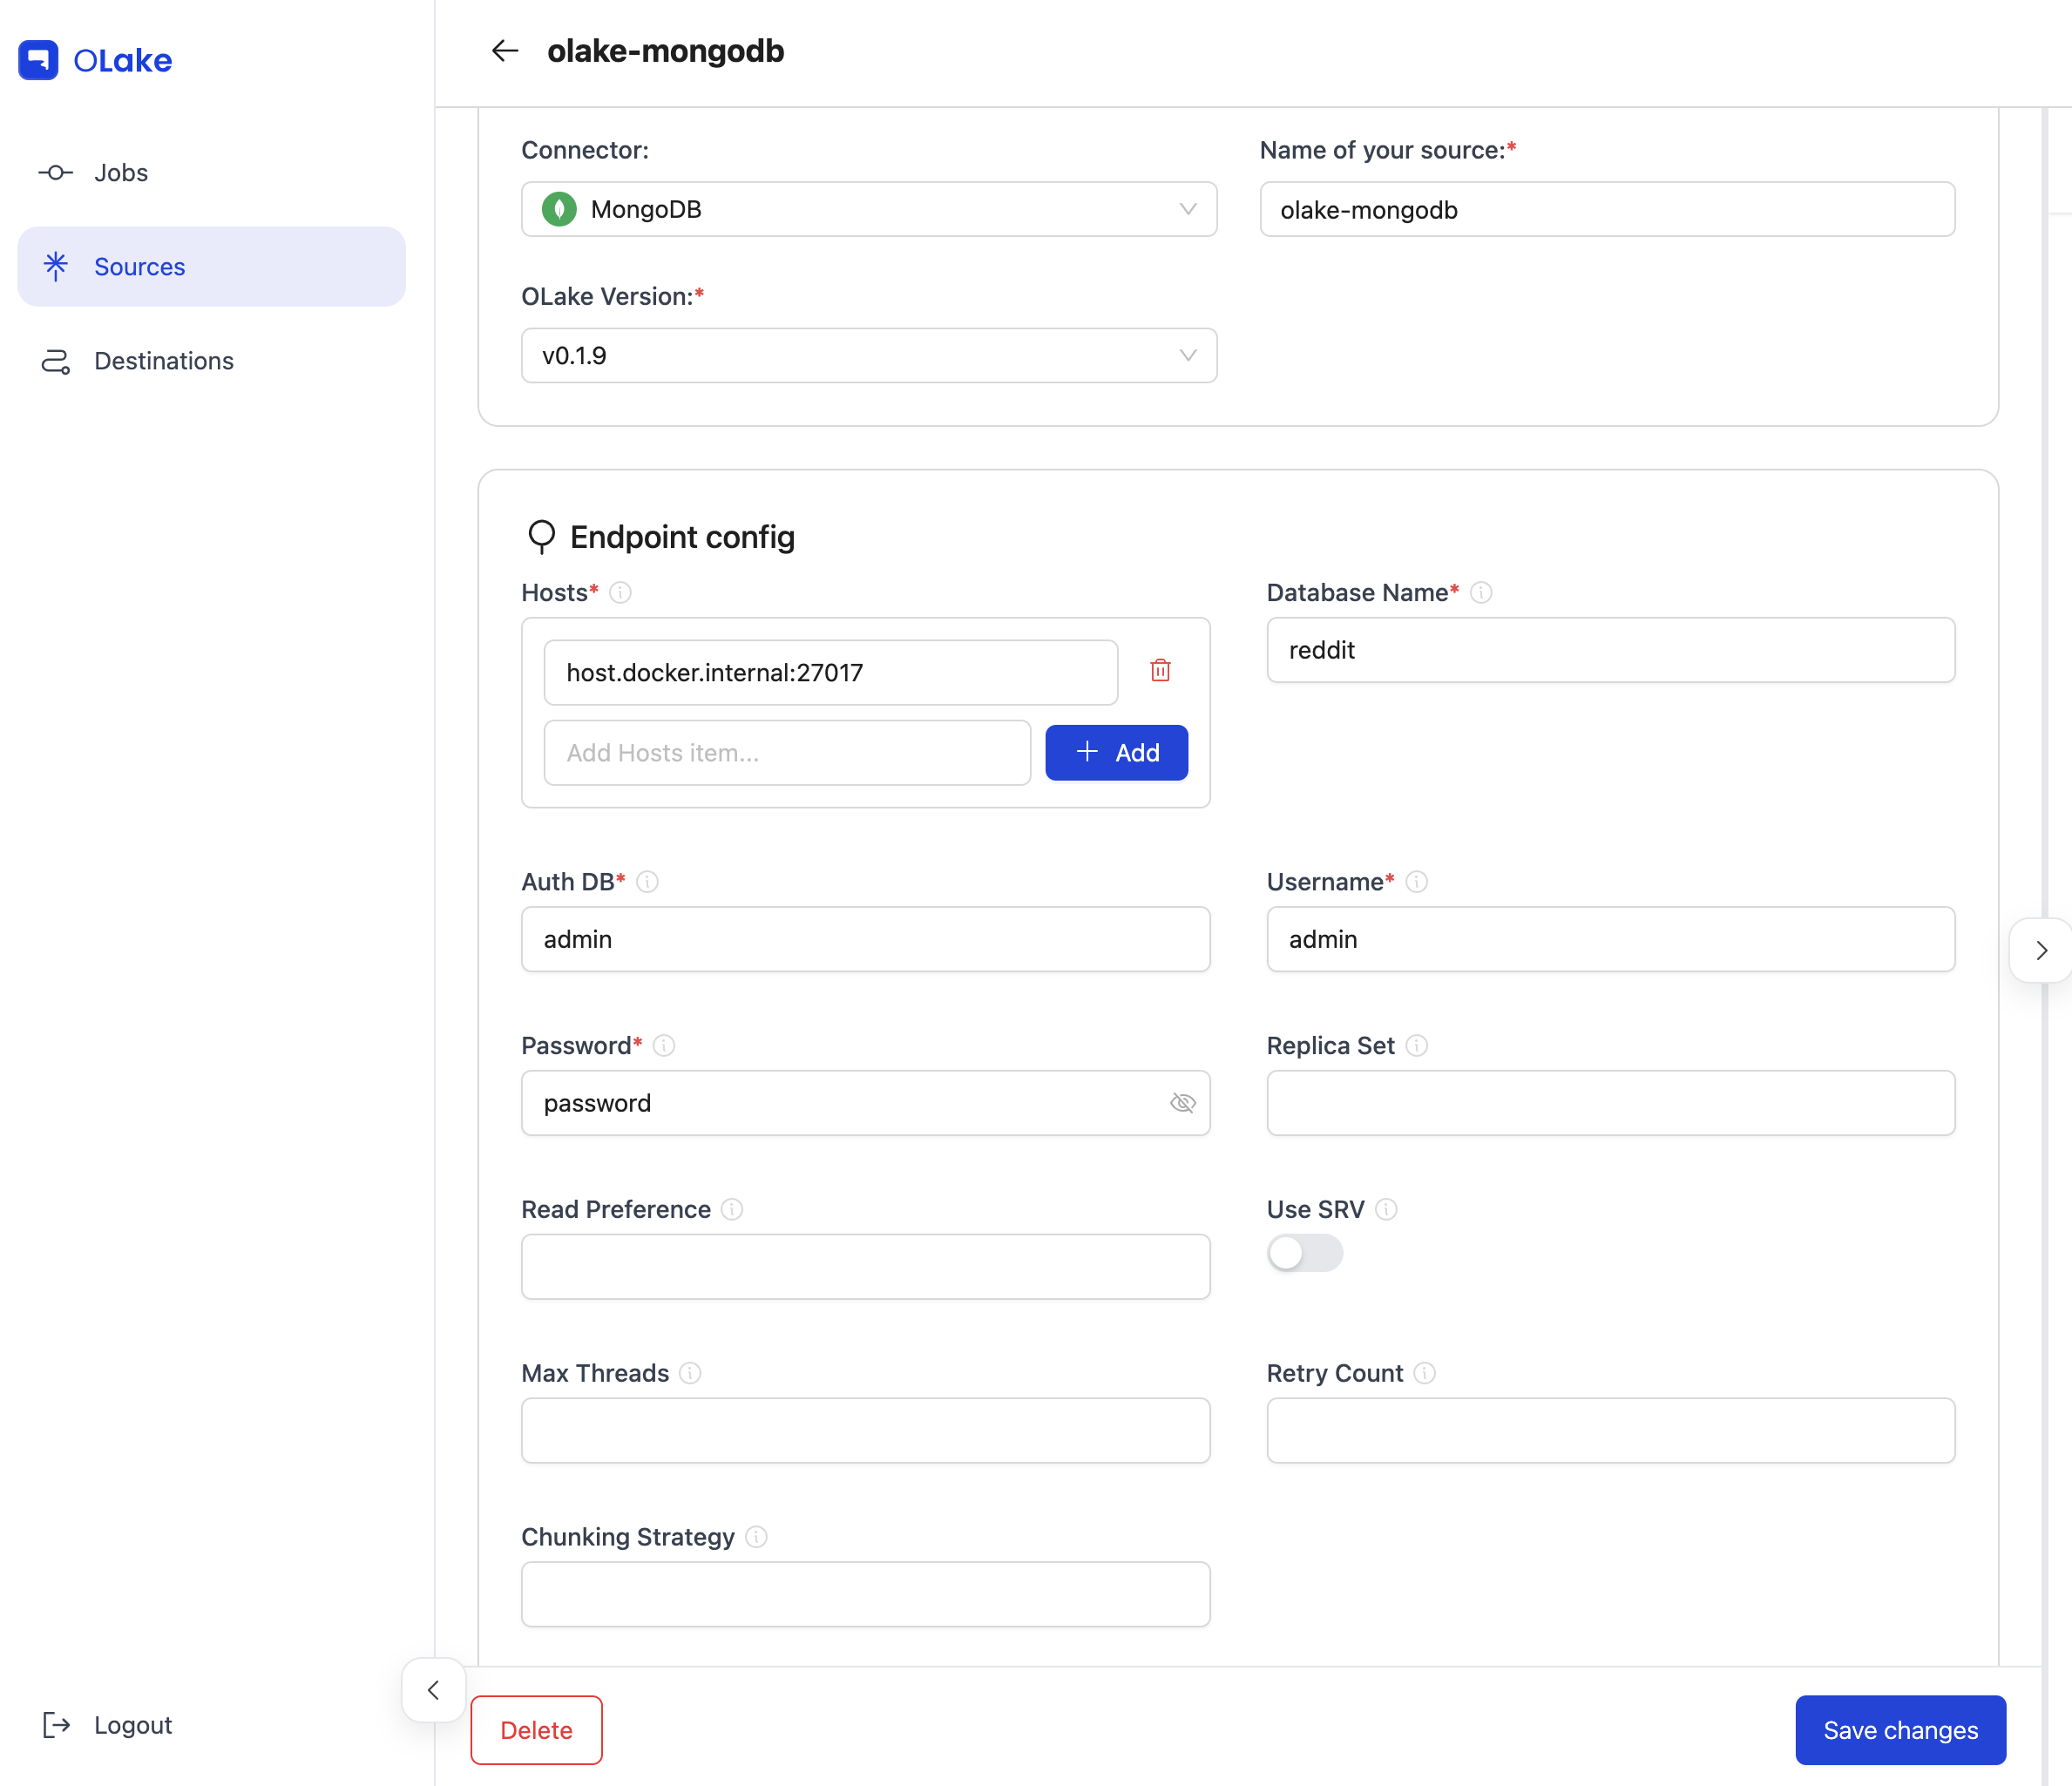 OLake
Jobs
Sources
Destinations
Logout
olake-mongodb
Connector:
Name of your source:*
MongoDB
olake-mongodb
OLake Version:*
v0.1.9
Endpoint config
Hosts*
Database Name*
host.docker.internal:27017
reddit
Add Hosts item...
Add
Auth DB*
Username*
admin
admin
Password*
Replica Set
password
Read Preference
Use SRV
Max Threads
Retry Count
Chunking Strategy
Delete
Save changes